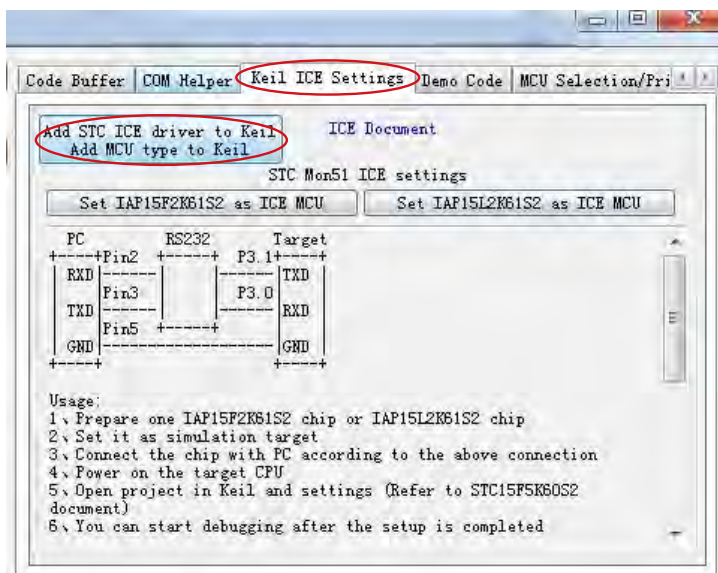 Code Buffer COM Helper Keil ICE Settings Demo Code MCU Selection/Pri
Add STC ICE driver to Keil
Add MCU type to Keil
ICE Document
STC Mon51 ICE settings
Set IAP15F2K61S2 as ICE MCU Set IAP15L2K61S2 as ICE MCU
PC RS232 Target
+----+Pin2 +-----+ P3.1+----+
| RXD|------| |------|TXD |
| |Pin3 | | P3.0| |
| TXD|------| |------|RXD |
| |Pin5 +-----+ | |
| GND|-------------------|GND |
+----+ +----+
Usage:
1、Prepare one IAP15F2K61S2 chip or IAP15L2K61S2 chip
2、Set it as simulation target
3、Connect the chip with PC according to the above connection
4、Power on the target CPU
5、Open project in Keil and settings (Refer to STC15F5K60S2
document)
6、You can start debugging after the setup is completed